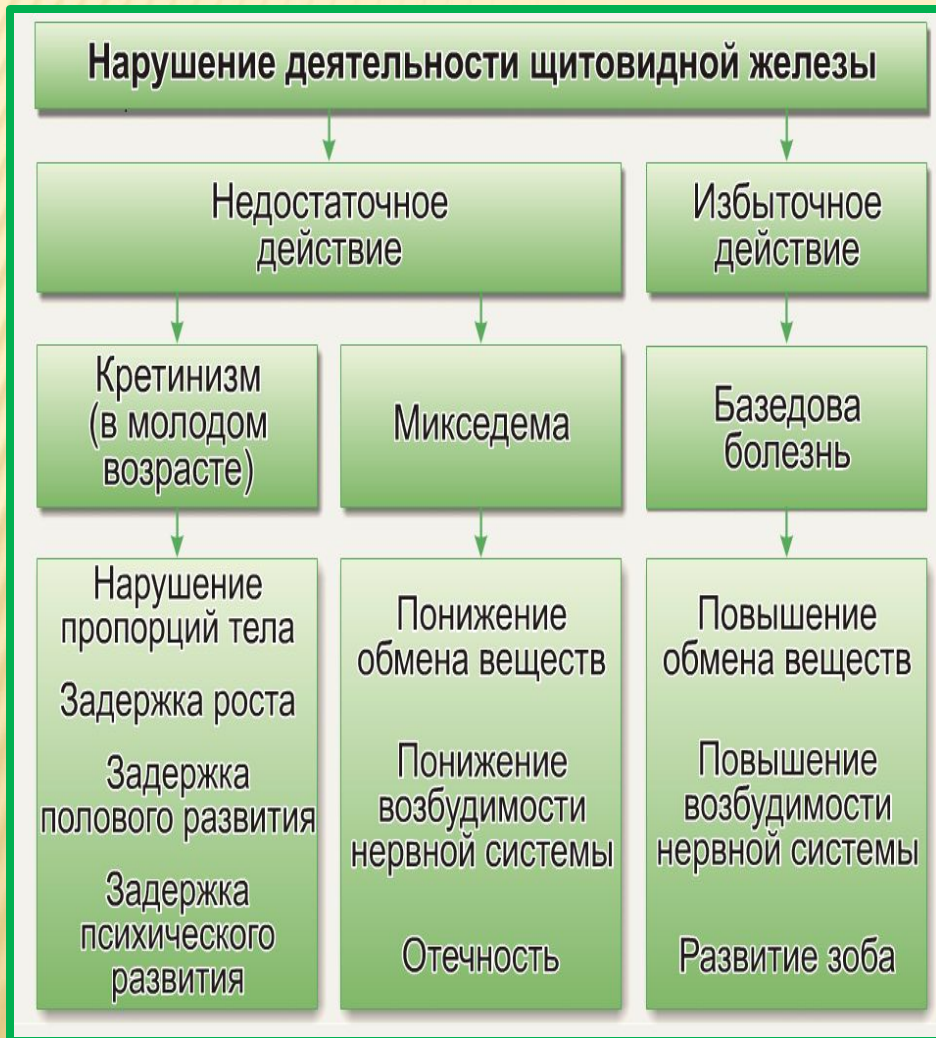 Нарушение деятельности щитовидной железы
Недостаточное
действие
Избыточное
действие
Кретинизм
(в молодом
возрасте)
Микседема
Базедова
болезнь
Нарушение
пропорций тела
Задержка роста
Задержка
полового развития
Задержка
психического
развития
Понижение
обмена веществ
Понижение
возбудимости
нервной системы
Отечность
Повышение
обмена веществ
Повышение
возбудимости
нервной системы
Развитие зоба